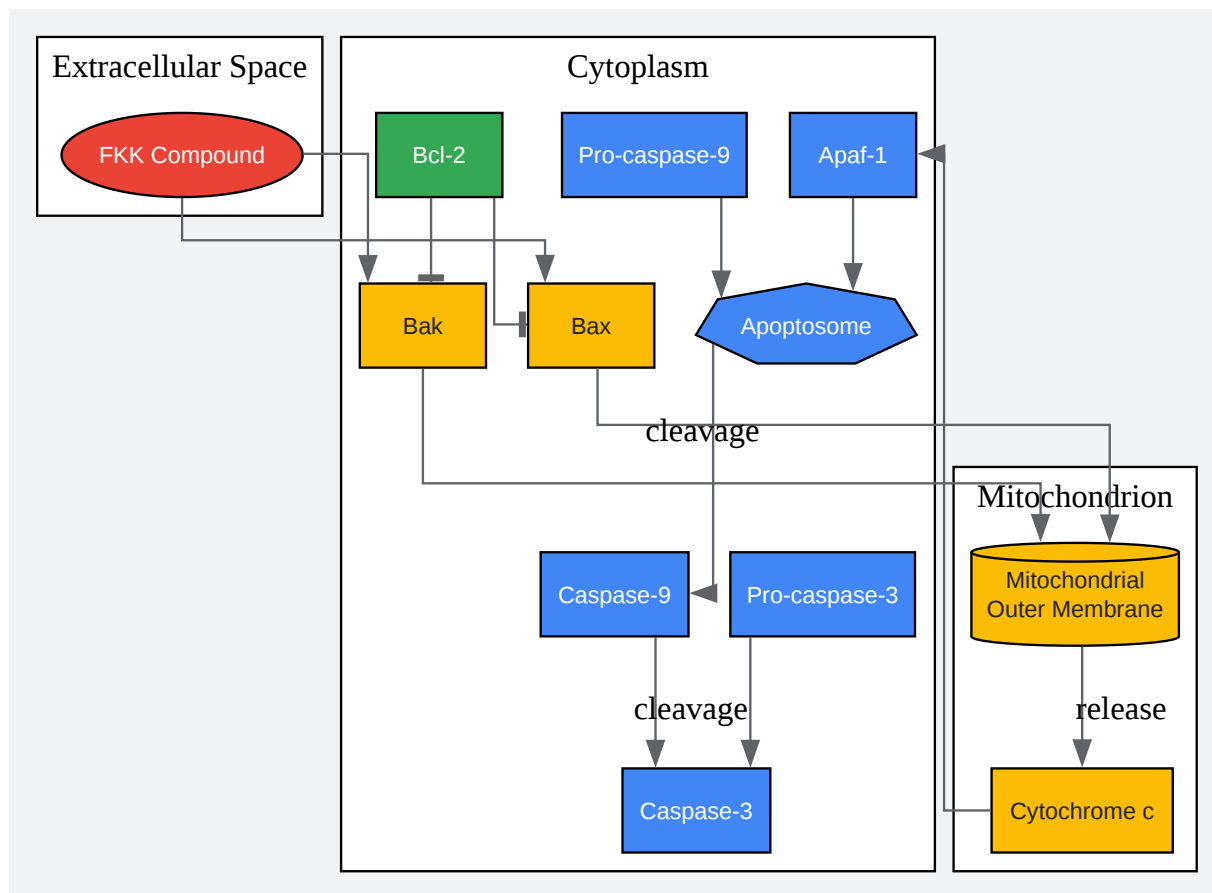 Extracellular Space
Cytoplasm
FKK Compound
Bcl-2
Pro-caspase-9
Apaf-1
Bak
Bax
Apoptosome
cleavage
Mitochondrion
Caspase-9
Pro-caspase-3
Mitochondrial
Outer Membrane
cleavage
release
Caspase-3
Cytochrome c